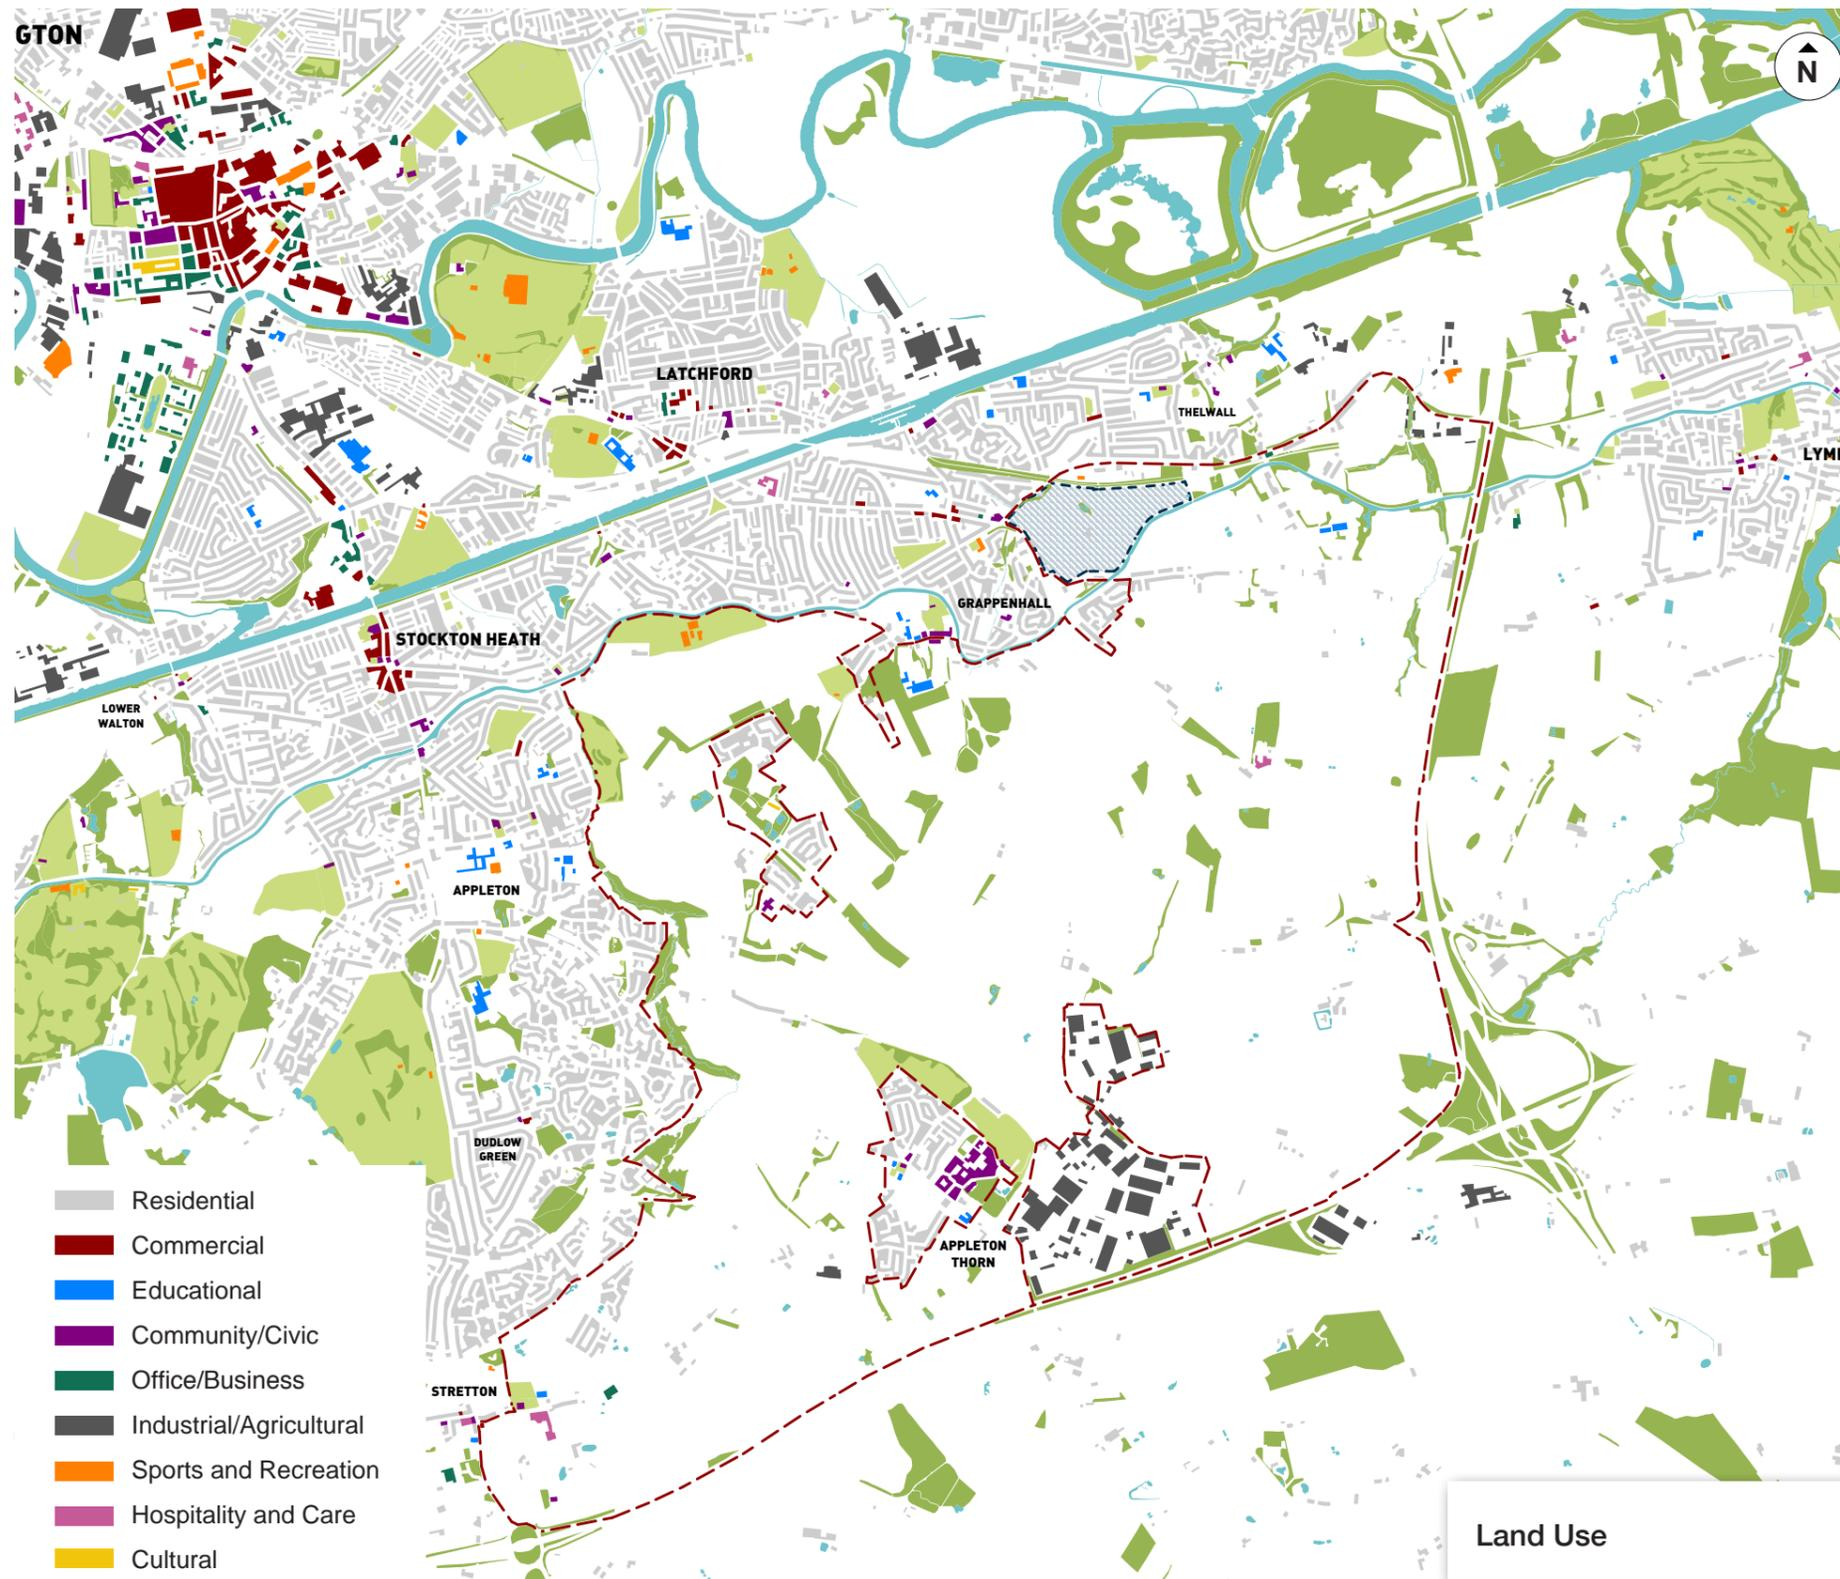 GTON
N
LATCHFORD
THELWALL
LYM
GRAPPENHALL
STOCKTON HEATH
LOWER
WALTON
APPLETON
DUDLOW
GREEN
APPLETON
THORN
STRETTON
Residential
Commercial
Educational
Community/Civic
Office/Business
Industrial/Agricultural
Sports and Recreation
Hospitality and Care
Cultural
Land Use